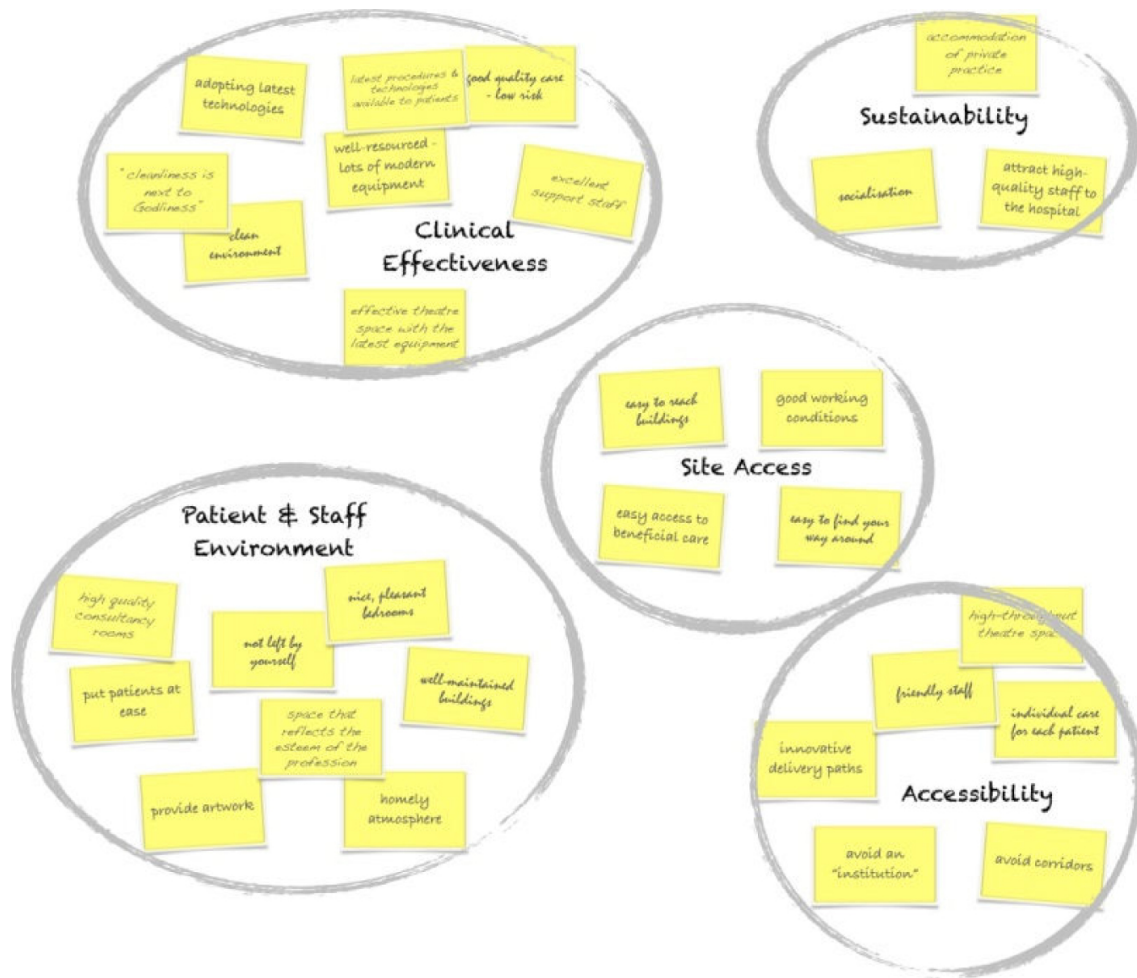 adopting latest
technologies
latest procedures &
technologies
available to patients
good quality care
- low risk
"cleanliness is
next to
Godliness"
well-resourced -
lots of modern
equipment
excellent
support staff
clean
environment
Clinical
Effectiveness
effective theatre
space with the
latest equipment
accommodation
of private
practice
Sustainability
socialisation
attract high-
quality staff to
the hospital
easy to reach
buildings
good working
conditions
Site Access
easy access to
beneficial care
easy to find your
way around
Patient & Staff
Environment
high quality
consultancy
rooms
not left by
yourself
nice, pleasant
bedrooms
put patients at
ease
well-maintained
buildings
space that
reflects the
esteem of the
profession
provide artwork
homely
atmosphere
high-throughput
theatre space
friendly staff
individual care
for each patient
innovative
delivery paths
Accessibility
avoid an
"institution"
avoid corridors